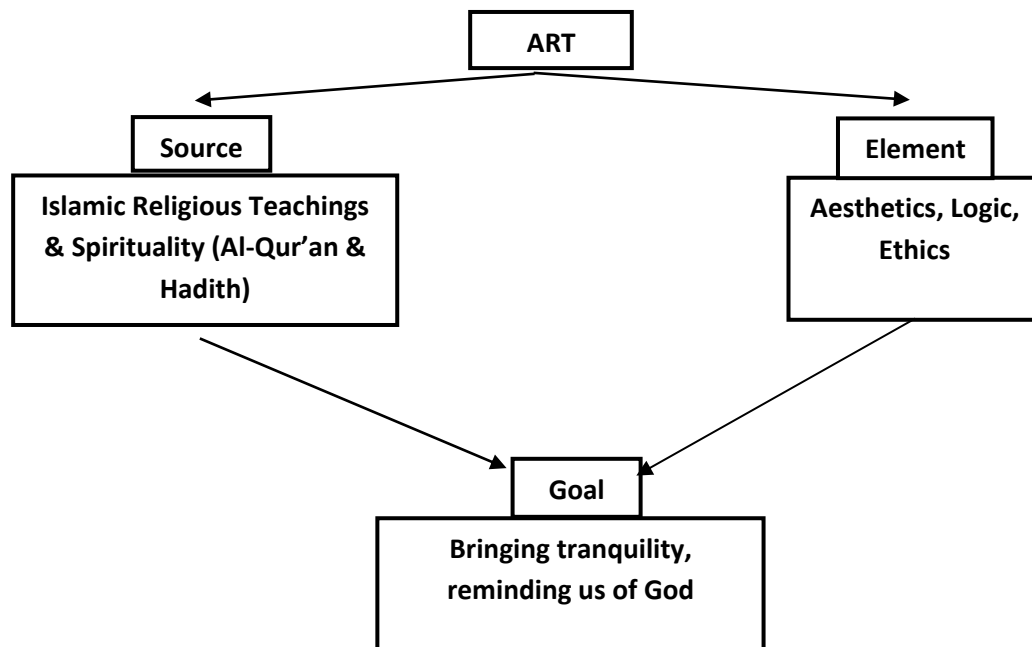 ART
Source
Islamic Religious Teachings
& Spirituality (Al-Qur’an &
Hadith)
Element
Aesthetics, Logic,
Ethics
Goal
Bringing tranquility,
reminding us of God